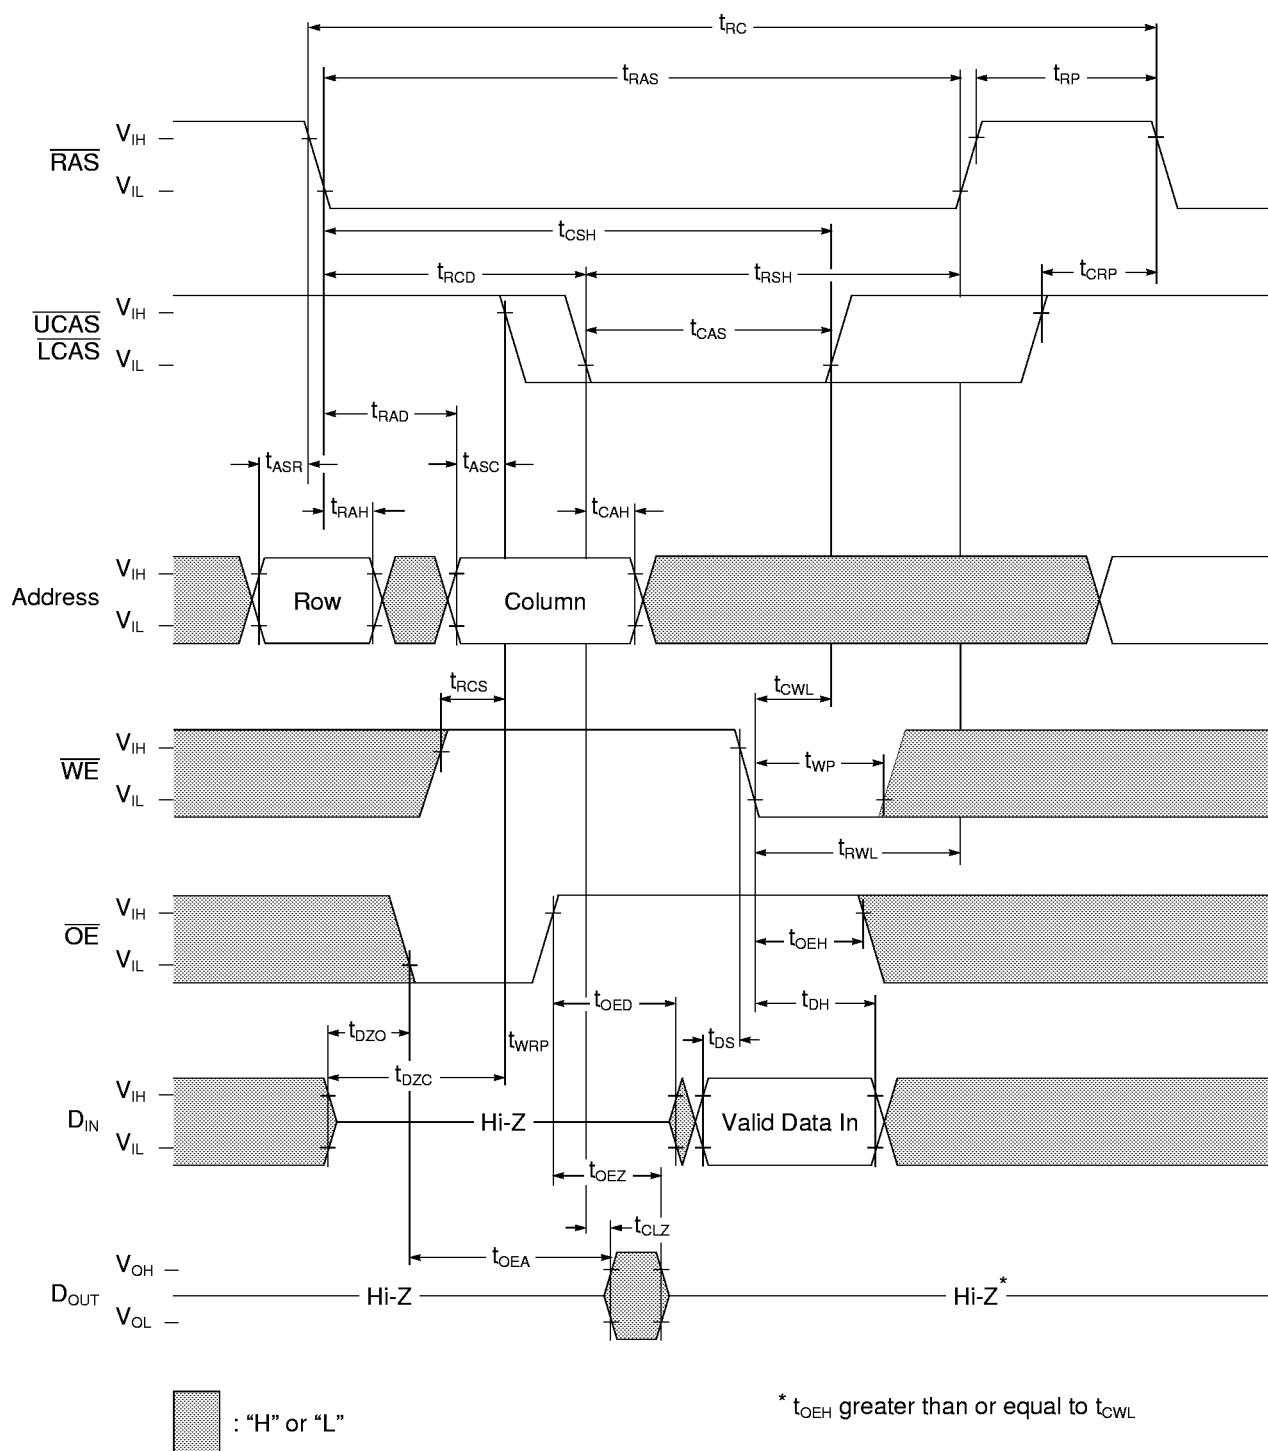 tRC
tRAS
tRP
VIH
RAS
VIL
tCSH
tRCD
tRSH
tCRP
VIH
UCAS
LCAS
tCAS
VIL
tRAD
tASR
tASC
tRAH
tCAH
VIH
Address
Row
Column
VIL
tRCS
tCWL
VIH
WE
tWP
VIL
tRWL
VIH
OE
tOEH
VIL
tOED
tDH
tDZO
tWRP
tDS
tDZC
VIH
DIN
Hi-Z
Valid Data In
VIL
tOEZ
tCLZ
tOEA
VOH
DOUT
Hi-Z
Hi-Z*
VOL
: “H” or “L”
* tOEH greater than or equal to tCWL